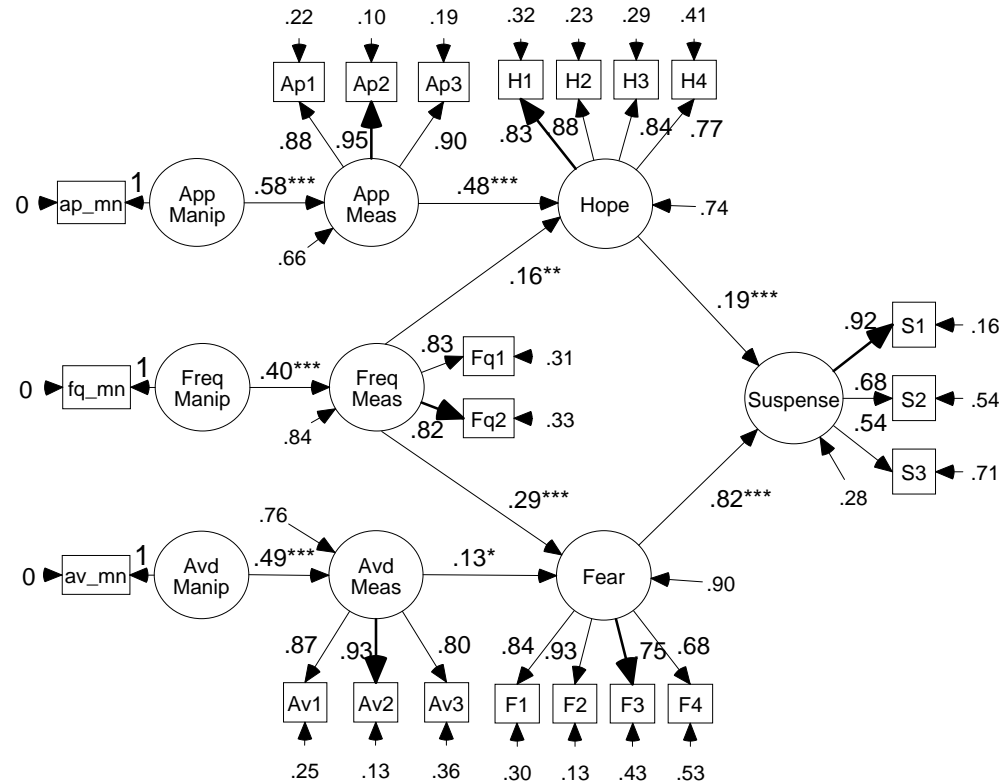 .22 .10 .19 .32 .23 .29 .41
Ap1 Ap2 Ap3 H1 H2 H3 H4
.88 .95 .90 .83 .88 .84 .77
0 ap_mn 1 App
Manip .58*** App
Meas .48*** Hope .74
.66
.16** .19***
0 fq_mn 1 Freq
Manip .40*** Freq
Meas .83 Fq1 .31
.82 Fq2 .33
.84
Suspense .92 S1 .16
.68 S2 .54
.54 S3 .71
.28
.29*** .82***
.76
0 av_mn 1 Avd
Manip .49*** Avd
Meas .13* Fear .90
.87 .93 .80 .84 .93 .75 .68
Av1 Av2 Av3 F1 F2 F3 F4
.25 .13 .36 .30 .13 .43 .53